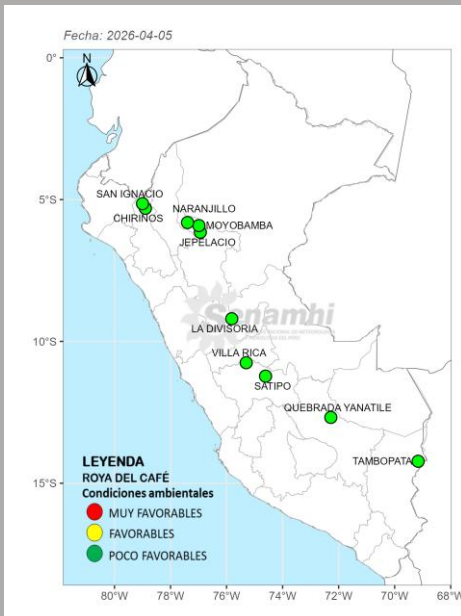 Fecha: 2026-04-05
N
0°
SAN IGNACIO
5°S
NARANJILLO
CHIRINOS
MOYOBAMBA
JEPELACIO
Senamhi
LA DIVISORIA
10°S
VILLA RICA
SATIPO
QUEBRADA YANATILE
TAMBOPATA
LEYENDA
ROYA DEL CAFÉ
15°S
Condiciones ambientales
MUY FAVORABLES
FAVORABLES
POCO FAVORABLES
80°W 78°W 76°W 74°W 72°W 70°W 68°W